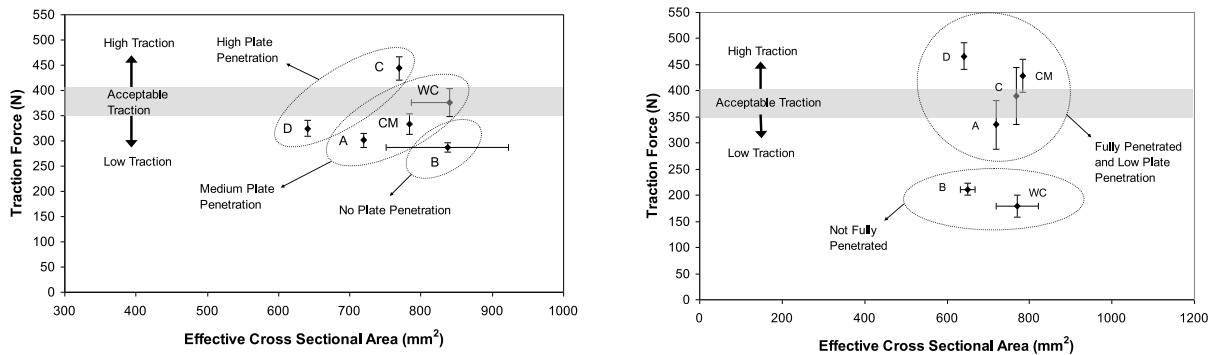 550
500
450
400
350
300
250
200
150
100
50
0
Traction Force (N)
High Traction
Acceptable
Traction
Low Traction
High Plate
Penetration
C
WC
D
A
CM
B
Medium Plate
Penetration
No Plate Penetration
300 400 500 600 700 800 900 1000
Effective Cross Sectional Area (mm²)
550
500
450
400
350
300
250
200
150
100
50
0
Traction Force (N)
High Traction
Acceptable Traction
Low Traction
D
CM
C
A
Fully Penetrated
and Low Plate
Penetration
B
WC
Not Fully
Penetrated
0 200 400 600 800 1000 1200
Effective Cross Sectional Area (mm²)